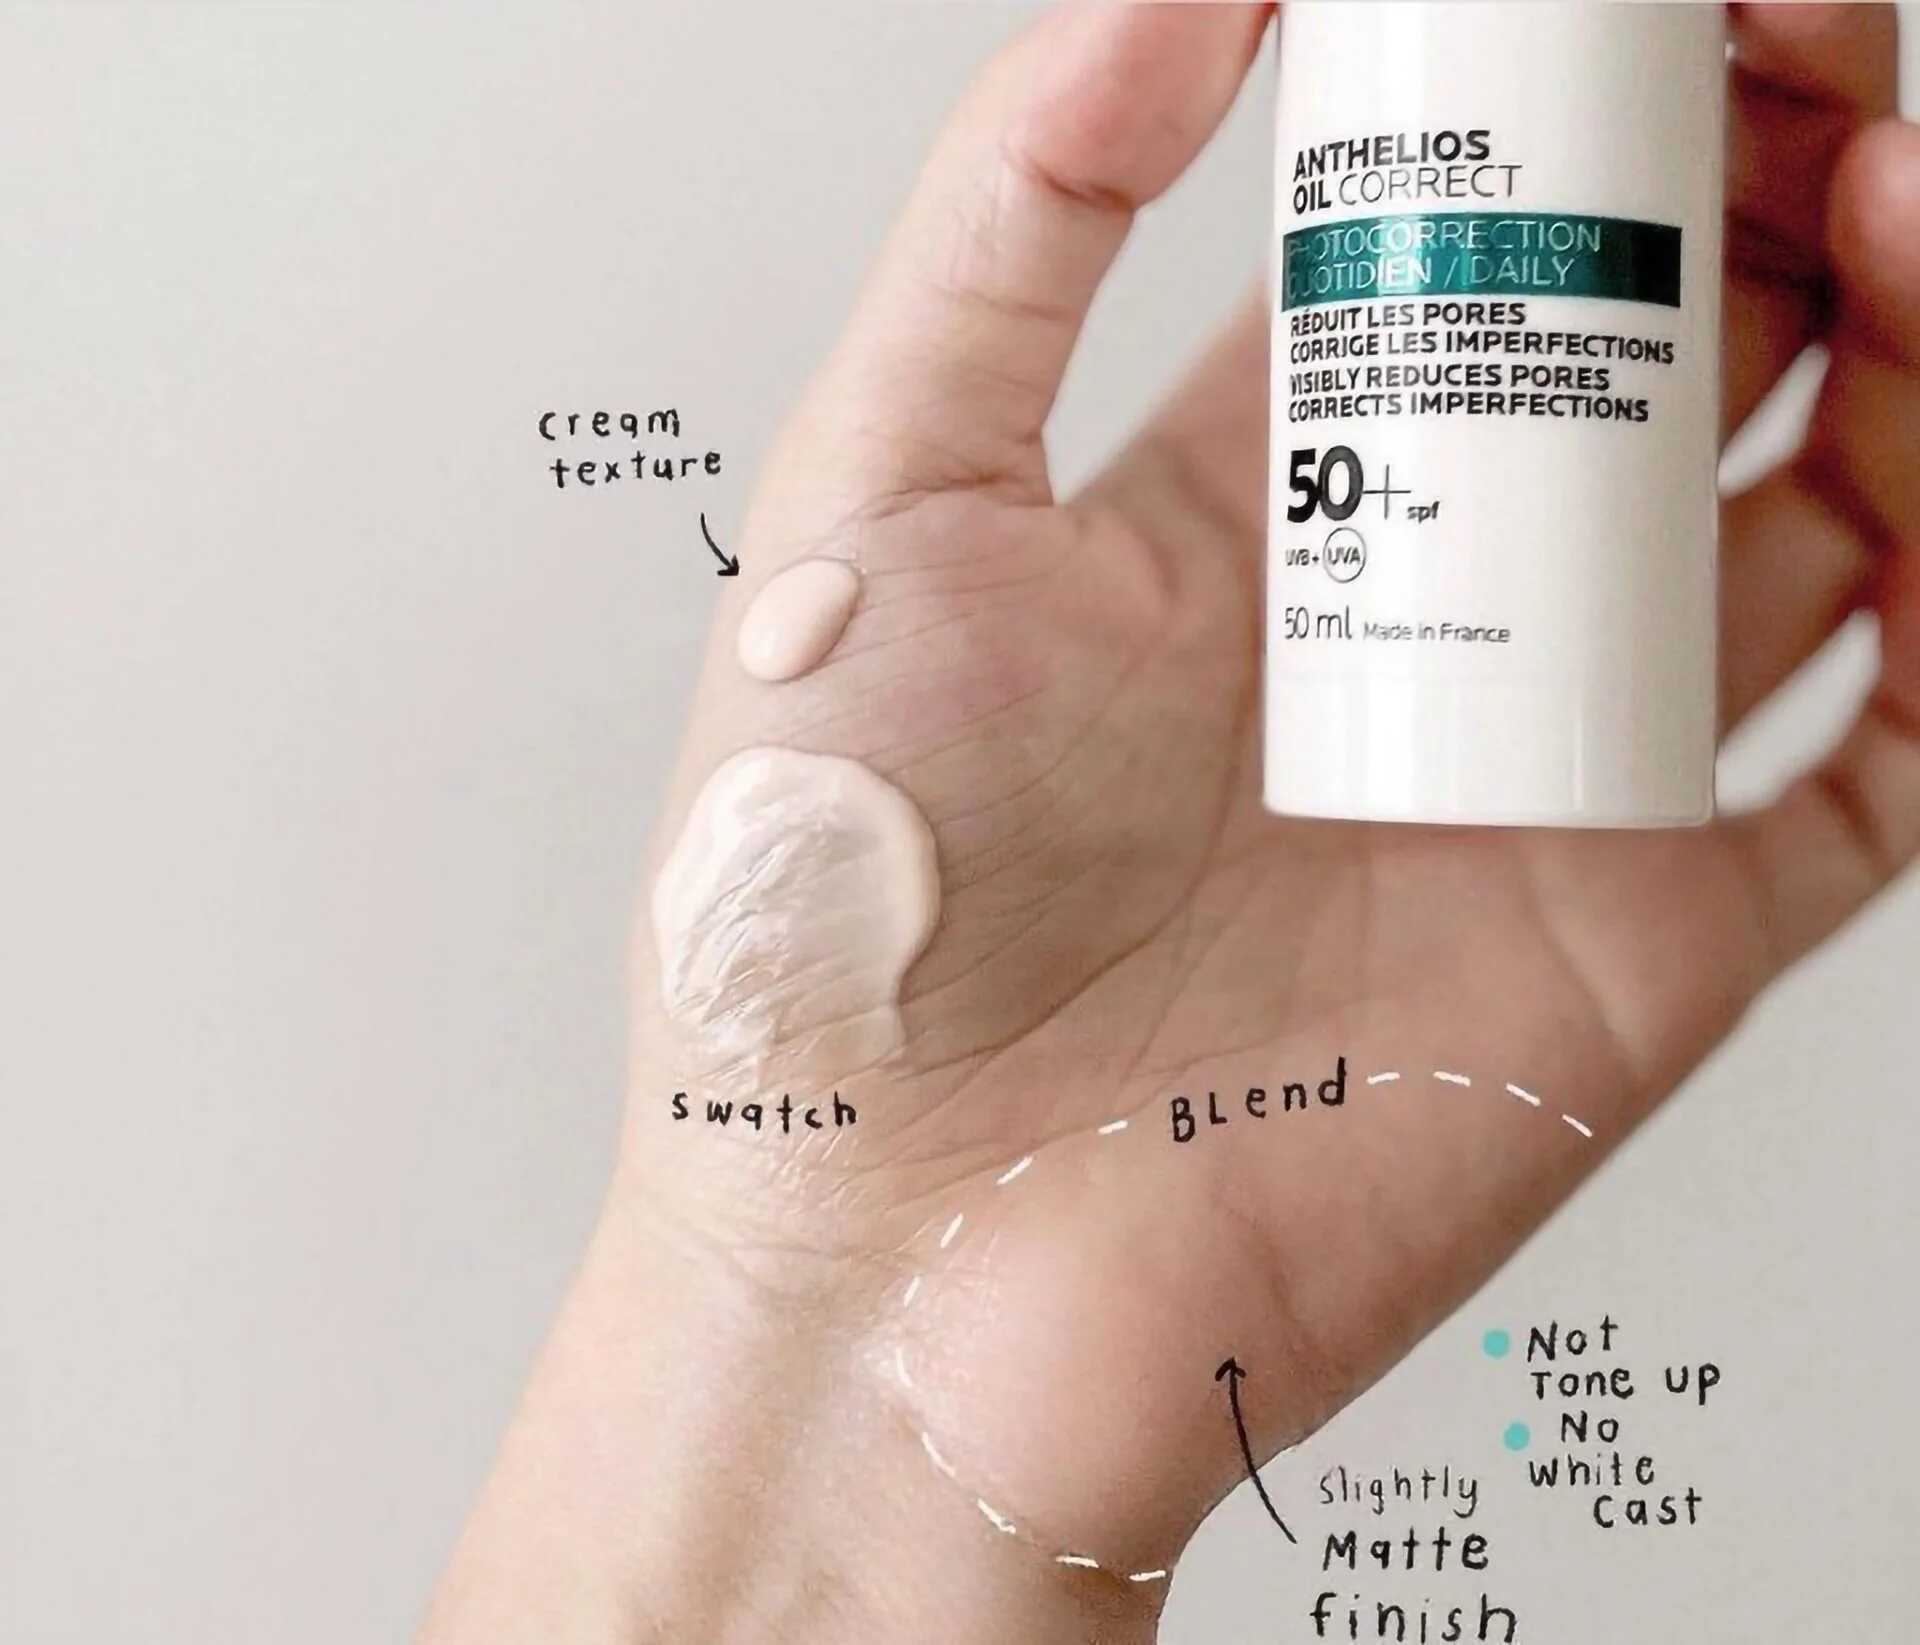 ANTHELIOS
OIL CORRECT
PHOTOCORRECTION
QUOTIDIEN / DAILY
RÉDUIT LES PORES
CORRIGE LES IMPERFECTIONS
VISIBLY REDUCES PORES
CORRECTS IMPERFECTIONS
50+ spf
UVB+ UVA
50 ml Made in France
cream
texture
swatch
BLend
Not
Tone up
No
white
cast
slightly
Matte
finish